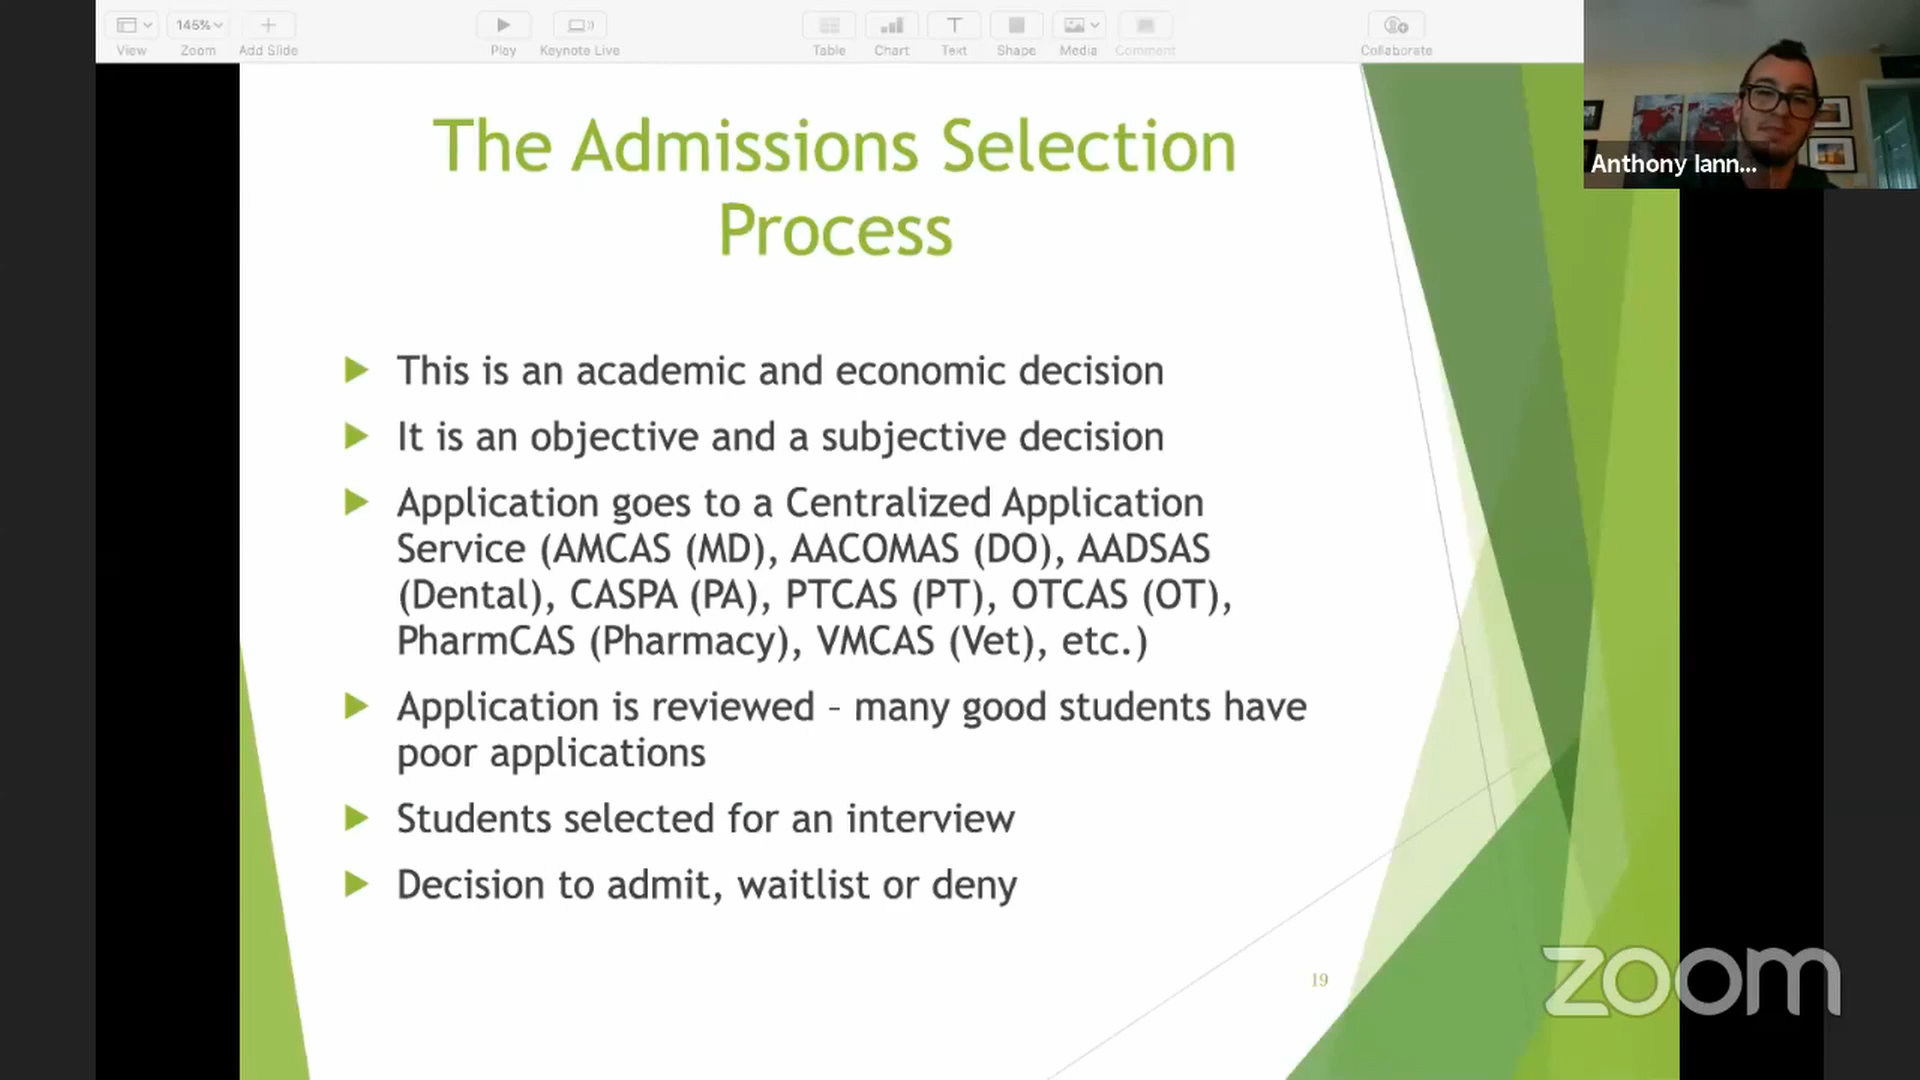 145%
View
Zoom
Add Slide
Play
Keynote Live
Table
Chart
Text
Shape
Media
Comment
Collaborate
Anthony Iann...
The Admissions Selection
Process
This is an academic and economic decision
It is an objective and a subjective decision
Application goes to a Centralized Application
Service (AMCAS (MD), AACOMAS (DO), AADSAS
(Dental), CASPA (PA), PTCAS (PT), OTCAS (OT),
PharmCAS (Pharmacy), VMCAS (Vet), etc.)
Application is reviewed – many good students have
poor applications
Students selected for an interview
Decision to admit, waitlist or deny
19
zoom